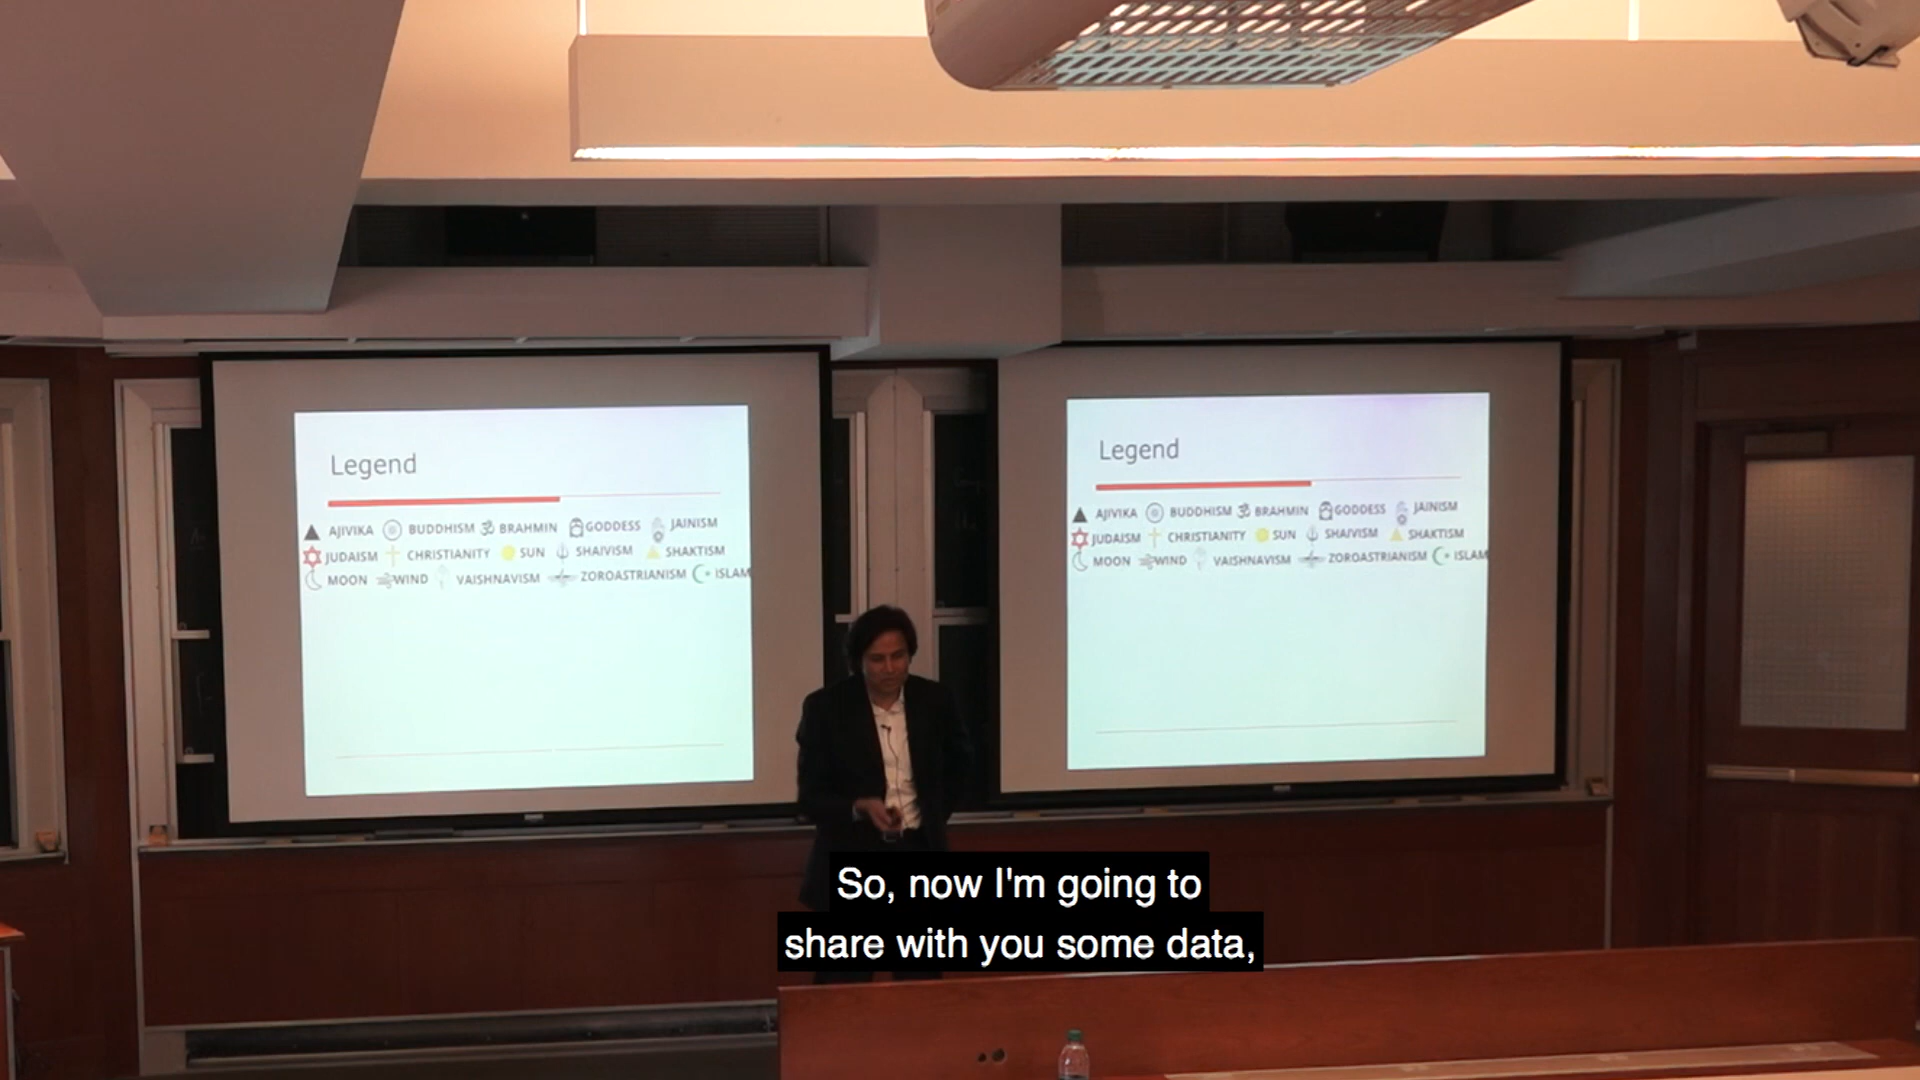 Legend
AJIVIKA BUDDHISM BRAHMIN GODDESS JAINISM
JUDAISM CHRISTIANITY SUN SHAIVISM SHAKTISM
MOON WIND VAISHNAVISM ZOROASTRIANISM ISLAM
Legend
AJIVIKA BUDDHISM BRAHMIN GODDESS JAINISM
JUDAISM CHRISTIANITY SUN SHAIVISM SHAKTISM
MOON WIND VAISHNAVISM ZOROASTRIANISM ISLAM
So, now I'm going to
share with you some data,